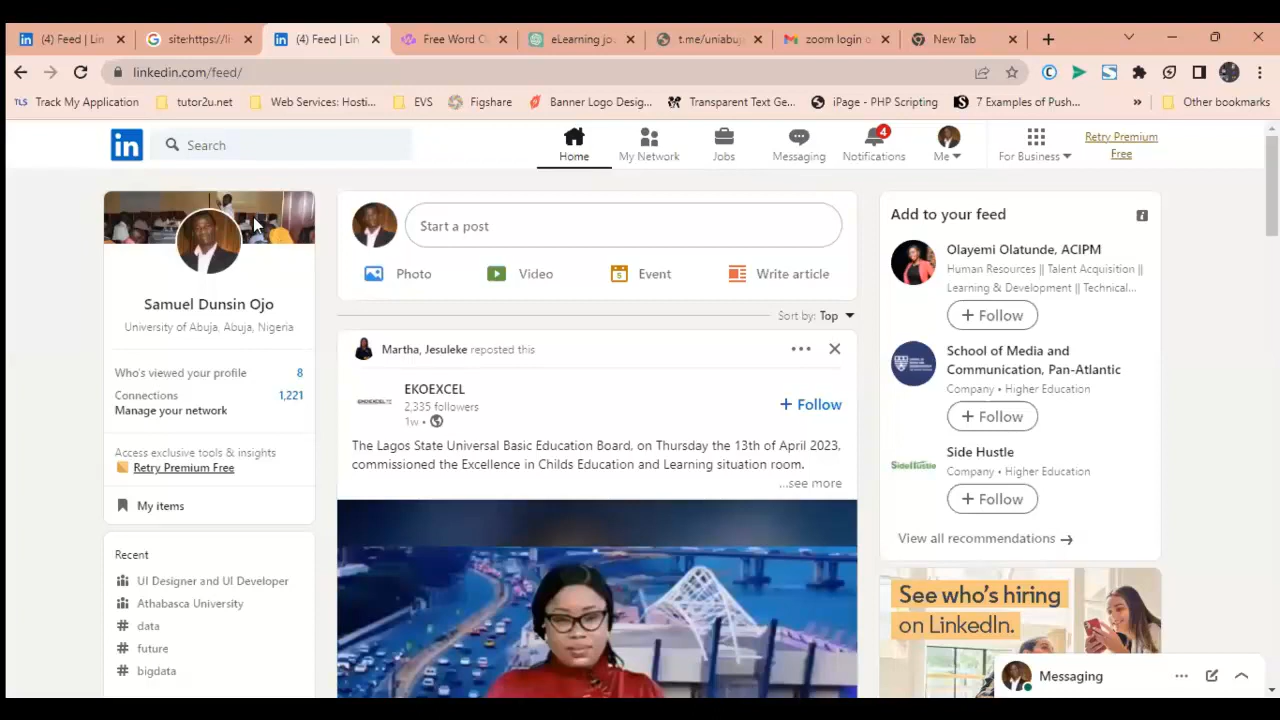 (4) Feed | Lin
site:https://li
(4) Feed | Lin
Free Word C
eLearning jo
t.me/uniabuj
zoom login o
New Tab
linkedin.com/feed/
TLS Track My Application
tutor2u.net
Web Services: Hosti...
EVS
Figshare
Banner Logo Desig...
Transparent Text Ge...
iPage - PHP Scripting
7 Examples of Push...
»
Other bookmarks
in
Search
Home
My Network
Jobs
Messaging
4
Notifications
Me
For Business
Retry Premium
Free
Samuel Dunsin Ojo
University of Abuja, Abuja, Nigeria
Who's viewed your profile 8
Connections 1,221
Manage your network
Access exclusive tools & insights
Retry Premium Free
My items
Recent
UI Designer and UI Developer
Athabasca University
# data
# future
# bigdata
Start a post
Photo
Video
Event
Write article
Sort by: Top
Martha, Jesuleke reposted this
EKOEXCEL
EKOEXCEL
2,335 followers
1w •
+ Follow
The Lagos State Universal Basic Education Board, on Thursday the 13th of April 2023,
commissioned the Excellence in Childs Education and Learning situation room.
...see more
Add to your feed
Olayemi Olatunde, ACIPM
Human Resources || Talent Acquisition ||
Learning & Development || Technical...
+ Follow
School of Media and
Communication, Pan-Atlantic
Company • Higher Education
+ Follow
SideHustle
Side Hustle
Company • Higher Education
+ Follow
View all recommendations →
See who's hiring
on LinkedIn.
Messaging